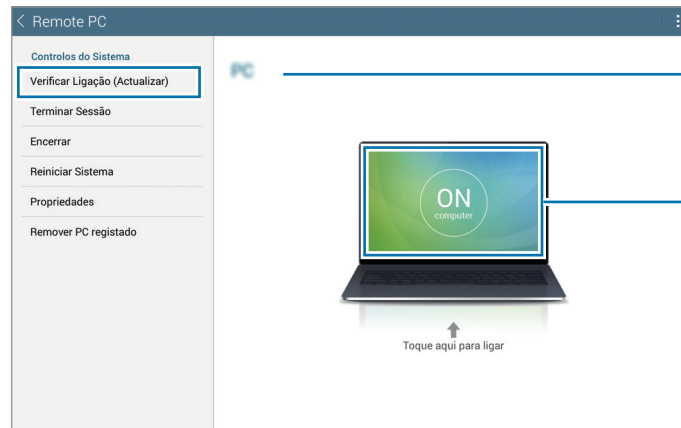 Remote PC
Controlos do Sistema
Verificar Ligação (Actualizar)
Terminar Sessão
Encerrar
Reiniciar Sistema
Propriedades
Remover PC registado
PC
ON
computer
Toque aqui para ligar